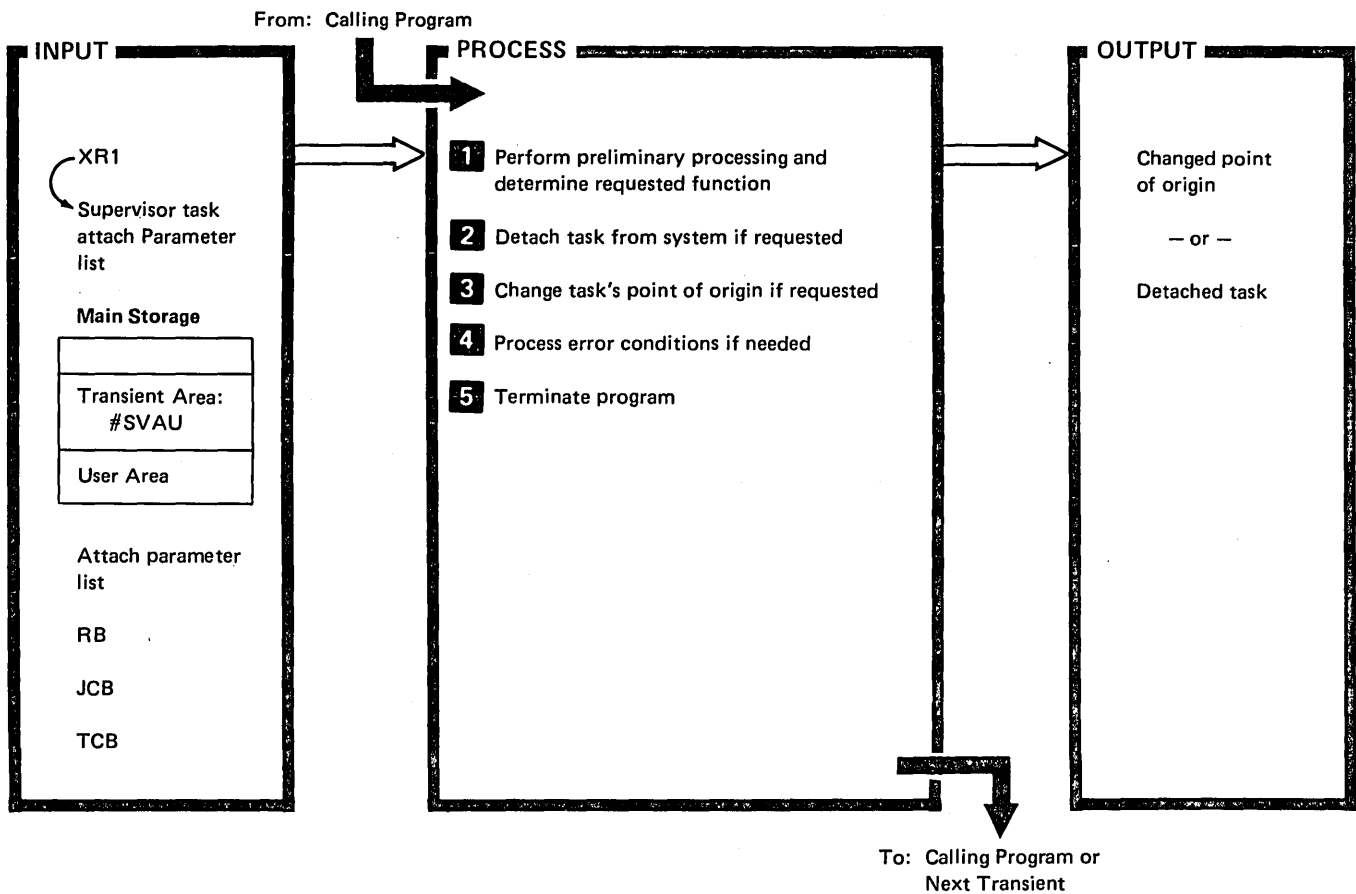 From: Calling Program
INPUT
XR1
Supervisor task
attach Parameter
list
Main Storage
Transient Area:
#SVAU
User Area
Attach parameter
list
RB
JCB
TCB
PROCESS
1 Perform preliminary processing and
determine requested function
2 Detach task from system if requested
3 Change task's point of origin if requested
4 Process error conditions if needed
5 Terminate program
OUTPUT
Changed point
of origin
— or —
Detached task
To: Calling Program or
Next Transient